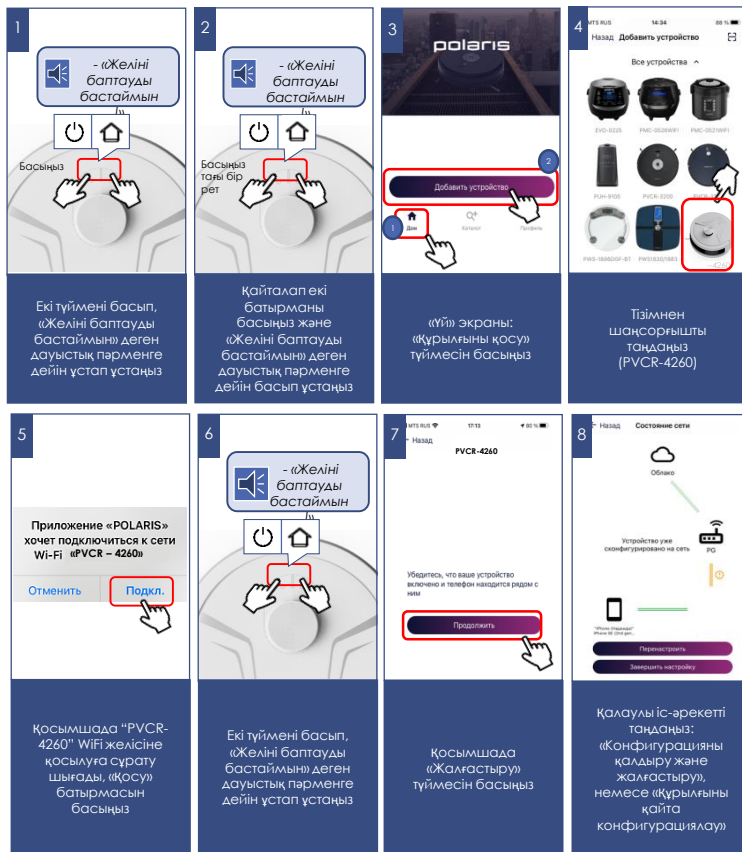 1
- «Желіні
баптауды
бастаймын
Басыңыз
Екі түймені басып,
«Желіні баптауды
бастаймын» деген
дауыстық пәрменге
дейін ұстап ұстаңыз
2
- «Желіні
баптауды
бастаймын
Басыңыз
тағы бір
рет
Қайталап екі
батырманы
басыңыз және
«Желіні баптауды
бастаймын» деген
дауыстық пәрменге
дейін басып ұстаңыз
3
polaris
2
Добавить устройство
1
Дом
Каталог
Профиль
«Үй» экраны:
«Құрылғыны қосу»
түймесін басыңыз
4
MTS RUS 14:34 88 %
Назад Добавить устройство
Все устройства
EVO-0225 PMC-0526WIFI PMC-0521WIFI
PUH-9105 PVCR-3200
PWS-1886DGF-BT PWS1830/1883
-4260
Тізімнен
шаңсорғышты
таңдаңыз
(PVCR-4260)
5
Приложение «POLARIS»
хочет подключиться к сети
Wi-Fi «PVCR – 4260»
Отменить Подкл.
Қосымшада “PVCR-
4260” WiFi желісіне
қосылуға сұрату
шығады, «Қосу»
батырмасын
басыңыз
6
- «Желіні
баптауды
бастаймын
Екі түймені басып,
«Желіні баптауды
бастаймын» деген
дауыстық пәрменге
дейін ұстап ұстаңыз
7
MTS RUS 17:13 80 %
Назад
PVCR-4260
Убедитесь, что ваше устройство
включено и телефон находится рядом с
ним
Продолжить
Қосымшада
«Жалғастыру»
түймесін басыңыз
8
Назад Состояние сети
Облако
Устройство уже
сконфигурировано на сеть
PG
"iPhone (Надежда)"
iPhone SE (2nd gen...
Перенастроить
Завершить настройку
Қалаулы іс-әрекетті
таңдаңыз:
«Конфигурацияны
қалдыру және
жалғастыру»,
немесе «Құрылғыны
қайта
конфигурациялау»